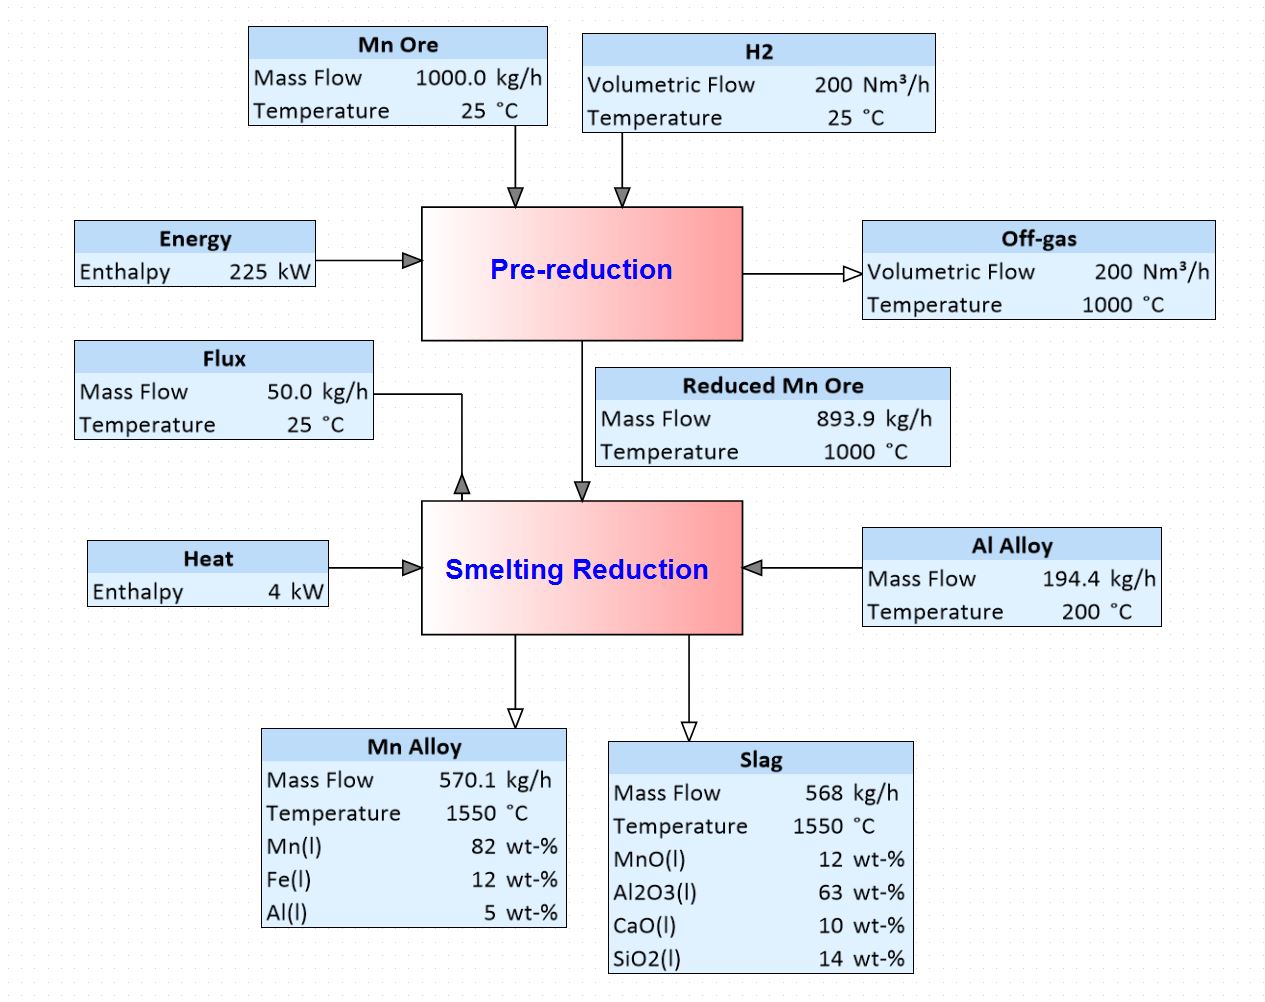 Mn Ore
Mass Flow 1000.0 kg/h
Temperature 25 °C
H2
Volumetric Flow 200 Nm³/h
Temperature 25 °C
Energy
Enthalpy 225 kW
Pre-reduction
Off-gas
Volumetric Flow 200 Nm³/h
Temperature 1000 °C
Flux
Mass Flow 50.0 kg/h
Temperature 25 °C
Reduced Mn Ore
Mass Flow 893.9 kg/h
Temperature 1000 °C
Heat
Enthalpy 4 kW
Smelting Reduction
Al Alloy
Mass Flow 194.4 kg/h
Temperature 200 °C
Mn Alloy
Mass Flow 570.1 kg/h
Temperature 1550 °C
Mn(l) 82 wt-%
Fe(l) 12 wt-%
Al(l) 5 wt-%
Slag
Mass Flow 568 kg/h
Temperature 1550 °C
MnO(l) 12 wt-%
Al2O3(l) 63 wt-%
CaO(l) 10 wt-%
SiO2(l) 14 wt-%